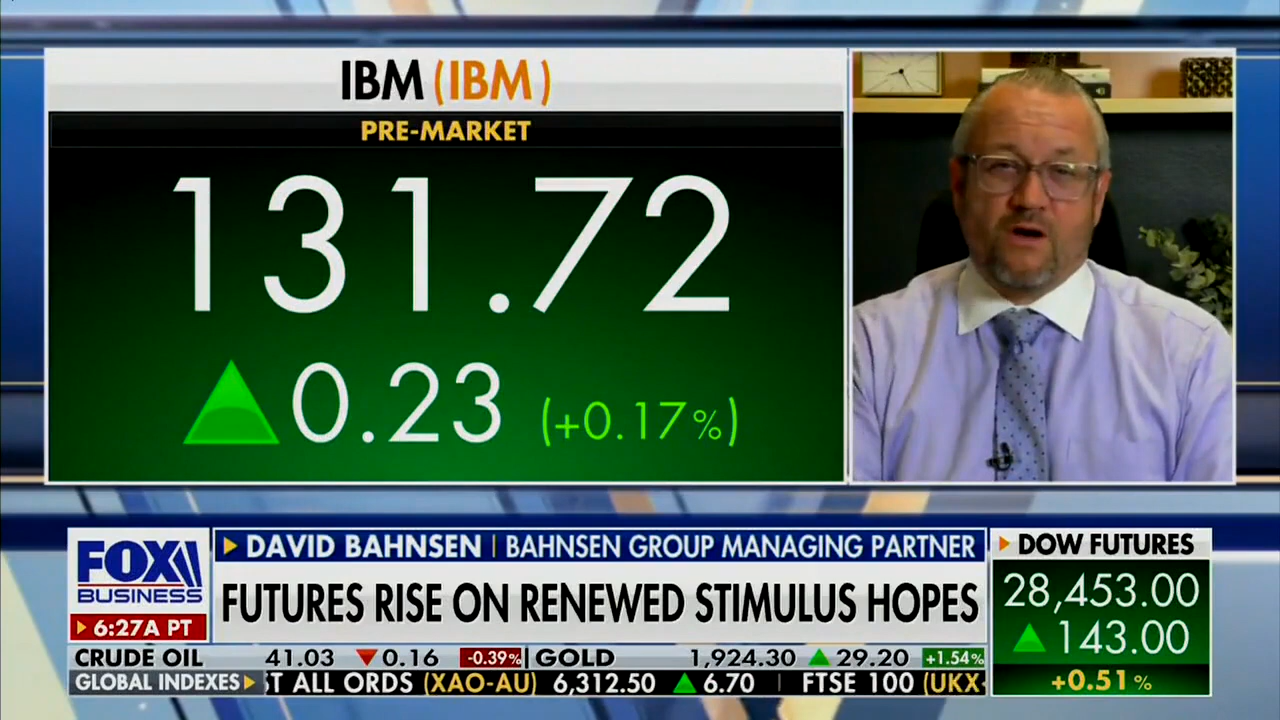 IBM (IBM)
PRE-MARKET
131.72
▲ 0.23 (+0.17%)
FOX
BUSINESS
6:27A PT
DAVID BAHNSEN | BAHNSEN GROUP MANAGING PARTNER
FUTURES RISE ON RENEWED STIMULUS HOPES
DOW FUTURES
28,453.00
▲ 143.00
+0.51%
CRUDE OIL 41.03 ▼ 0.16 -0.39% | GOLD 1,924.30 ▲ 29.20 +1.54%
GLOBAL INDEXES ST ALL ORDS (XAO-AU) 6,312.50 ▲ 6.70 | FTSE 100 (UKX